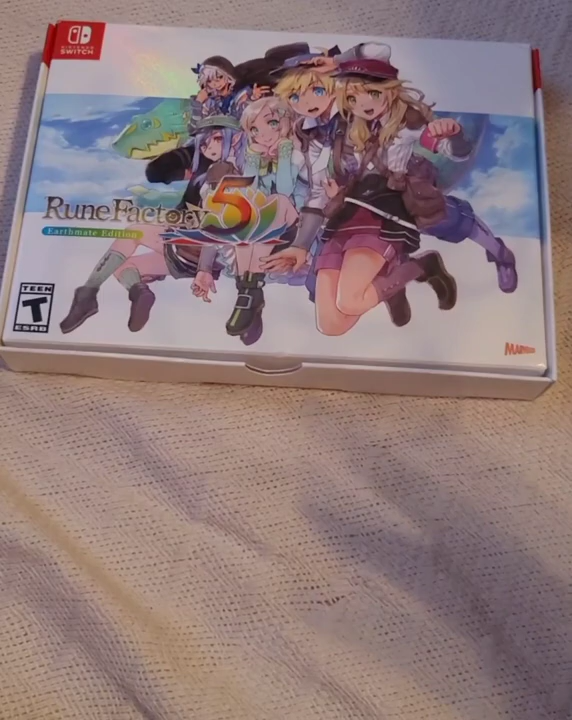 NINTENDO
SWITCH
Rune Factory 5
Earthmate Edition
TEEN
T
ESRB